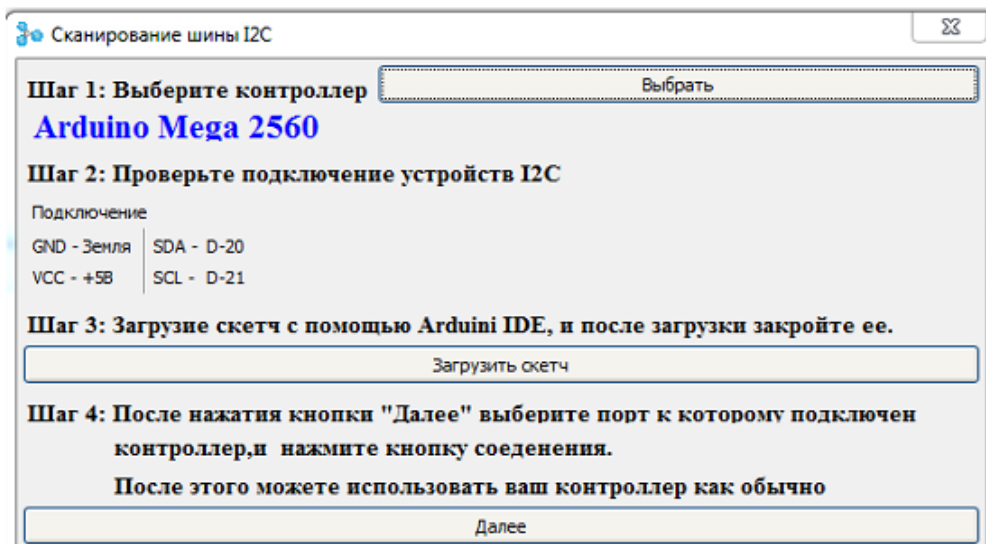 Сканирование шины I2C
Шаг 1: Выберите контроллер Выбрать
Arduino Mega 2560
Шаг 2: Проверьте подключение устройств I2C
Подключение
GND - Земля SDA - D-20
VCC - +5В SCL - D-21
Шаг 3: Загрузие скетч с помощью Arduini IDE, и после загрузки закройте ее.
Загрузить скетч
Шаг 4: После нажатия кнопки "Далее" выберите порт к которому подключен
контроллер,и нажмите кнопку соеденения.
После этого можете использовать ваш контроллер как обычно
Далее